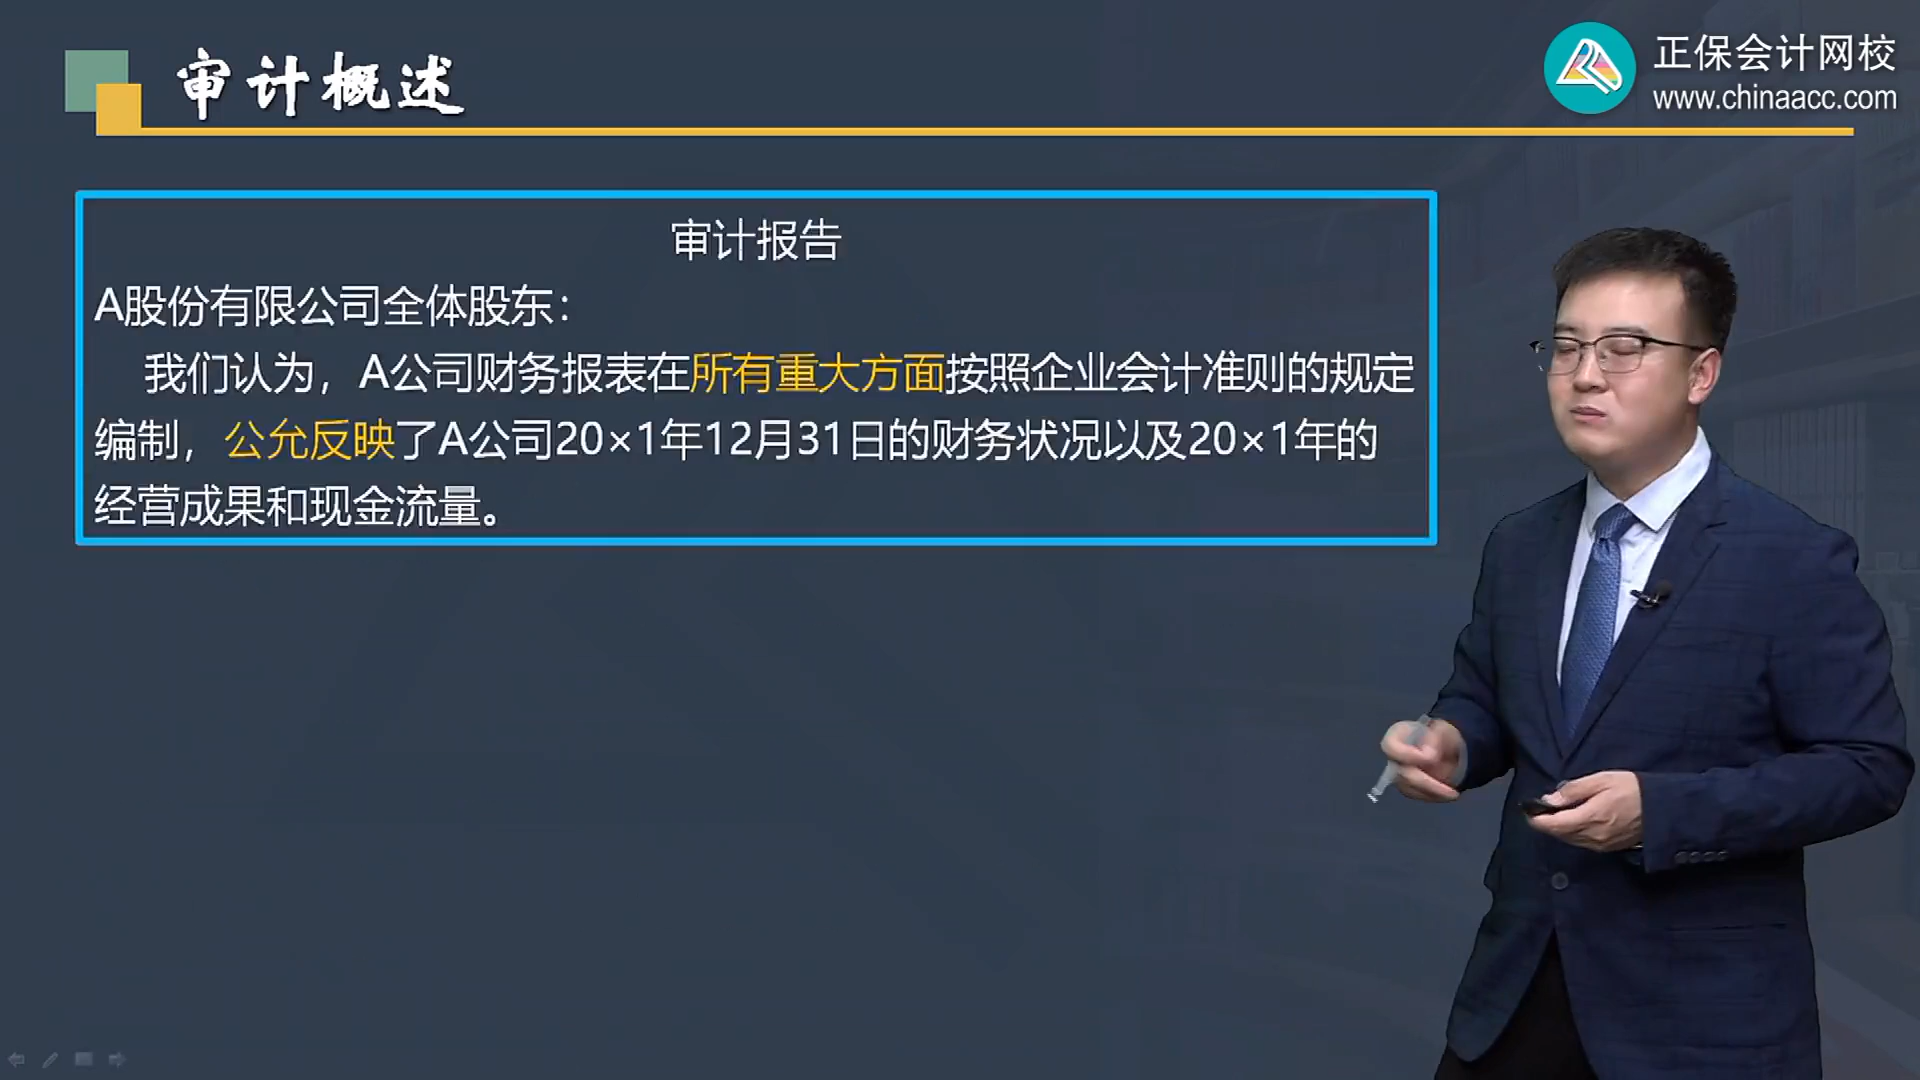 审计概述
正保会计网校
www.chinaacc.com
审计报告
A股份有限公司全体股东：
我们认为，A公司财务报表在所有重大方面按照企业会计准则的规定
编制，公允反映了A公司20×1年12月31日的财务状况以及20×1年的
经营成果和现金流量。